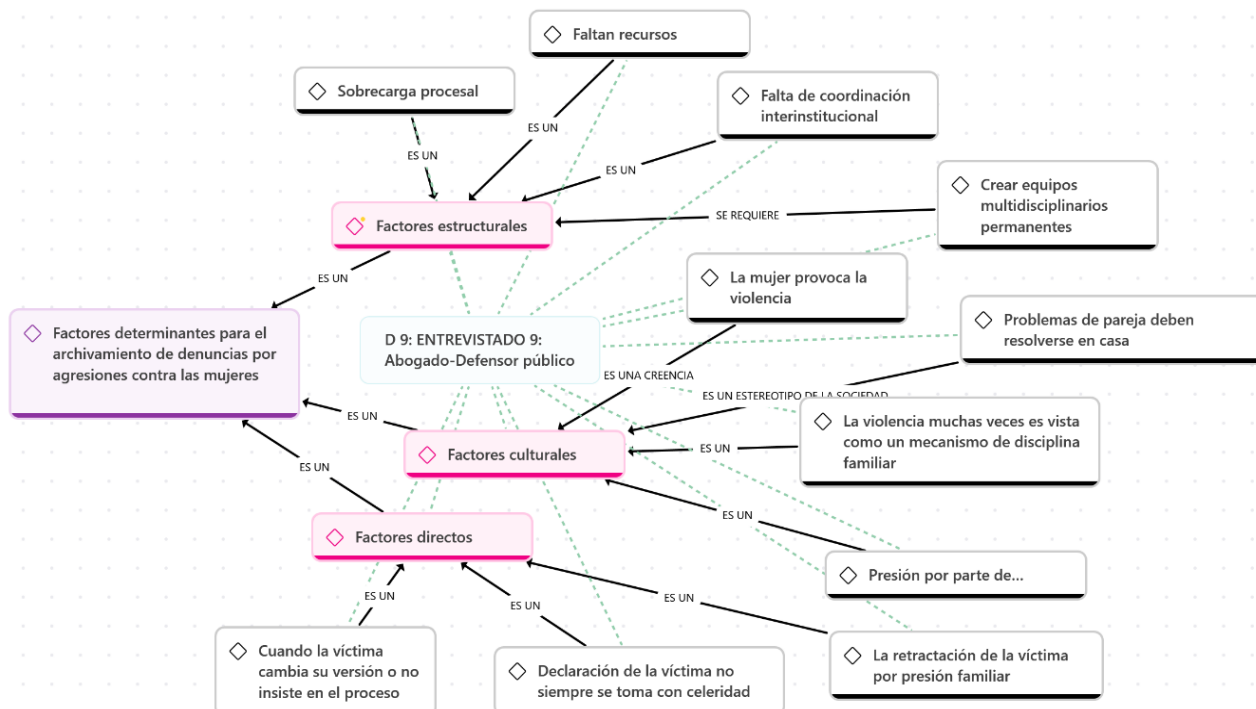 Faltan recursos
Sobrecarga procesal
Falta de coordinación
interinstitucional
ES UN
ES UN
ES UN
Crear equipos
multidisciplinarios
permanentes
SE REQUIERE
Factores estructurales
ES UN
La mujer provoca la
violencia
Factores determinantes para el
archivamiento de denuncias por
agresiones contra las mujeres
D 9: ENTREVISTADO 9:
Abogado-Defensor público
Problemas de pareja deben
resolverse en casa
ES UNA CREENCIA
ES UN ESTEREOTIPO DE LA SOCIEDAD
ES UN
La violencia muchas veces es vista
como un mecanismo de disciplina
familiar
ES UN
Factores culturales
ES UN
ES UN
Factores directos
Presión por parte de...
ES UN
ES UN
ES UN
Cuando la víctima
cambia su versión o no
insiste en el proceso
Declaración de la víctima no
siempre se toma con celeridad
La retractación de la víctima
por presión familiar